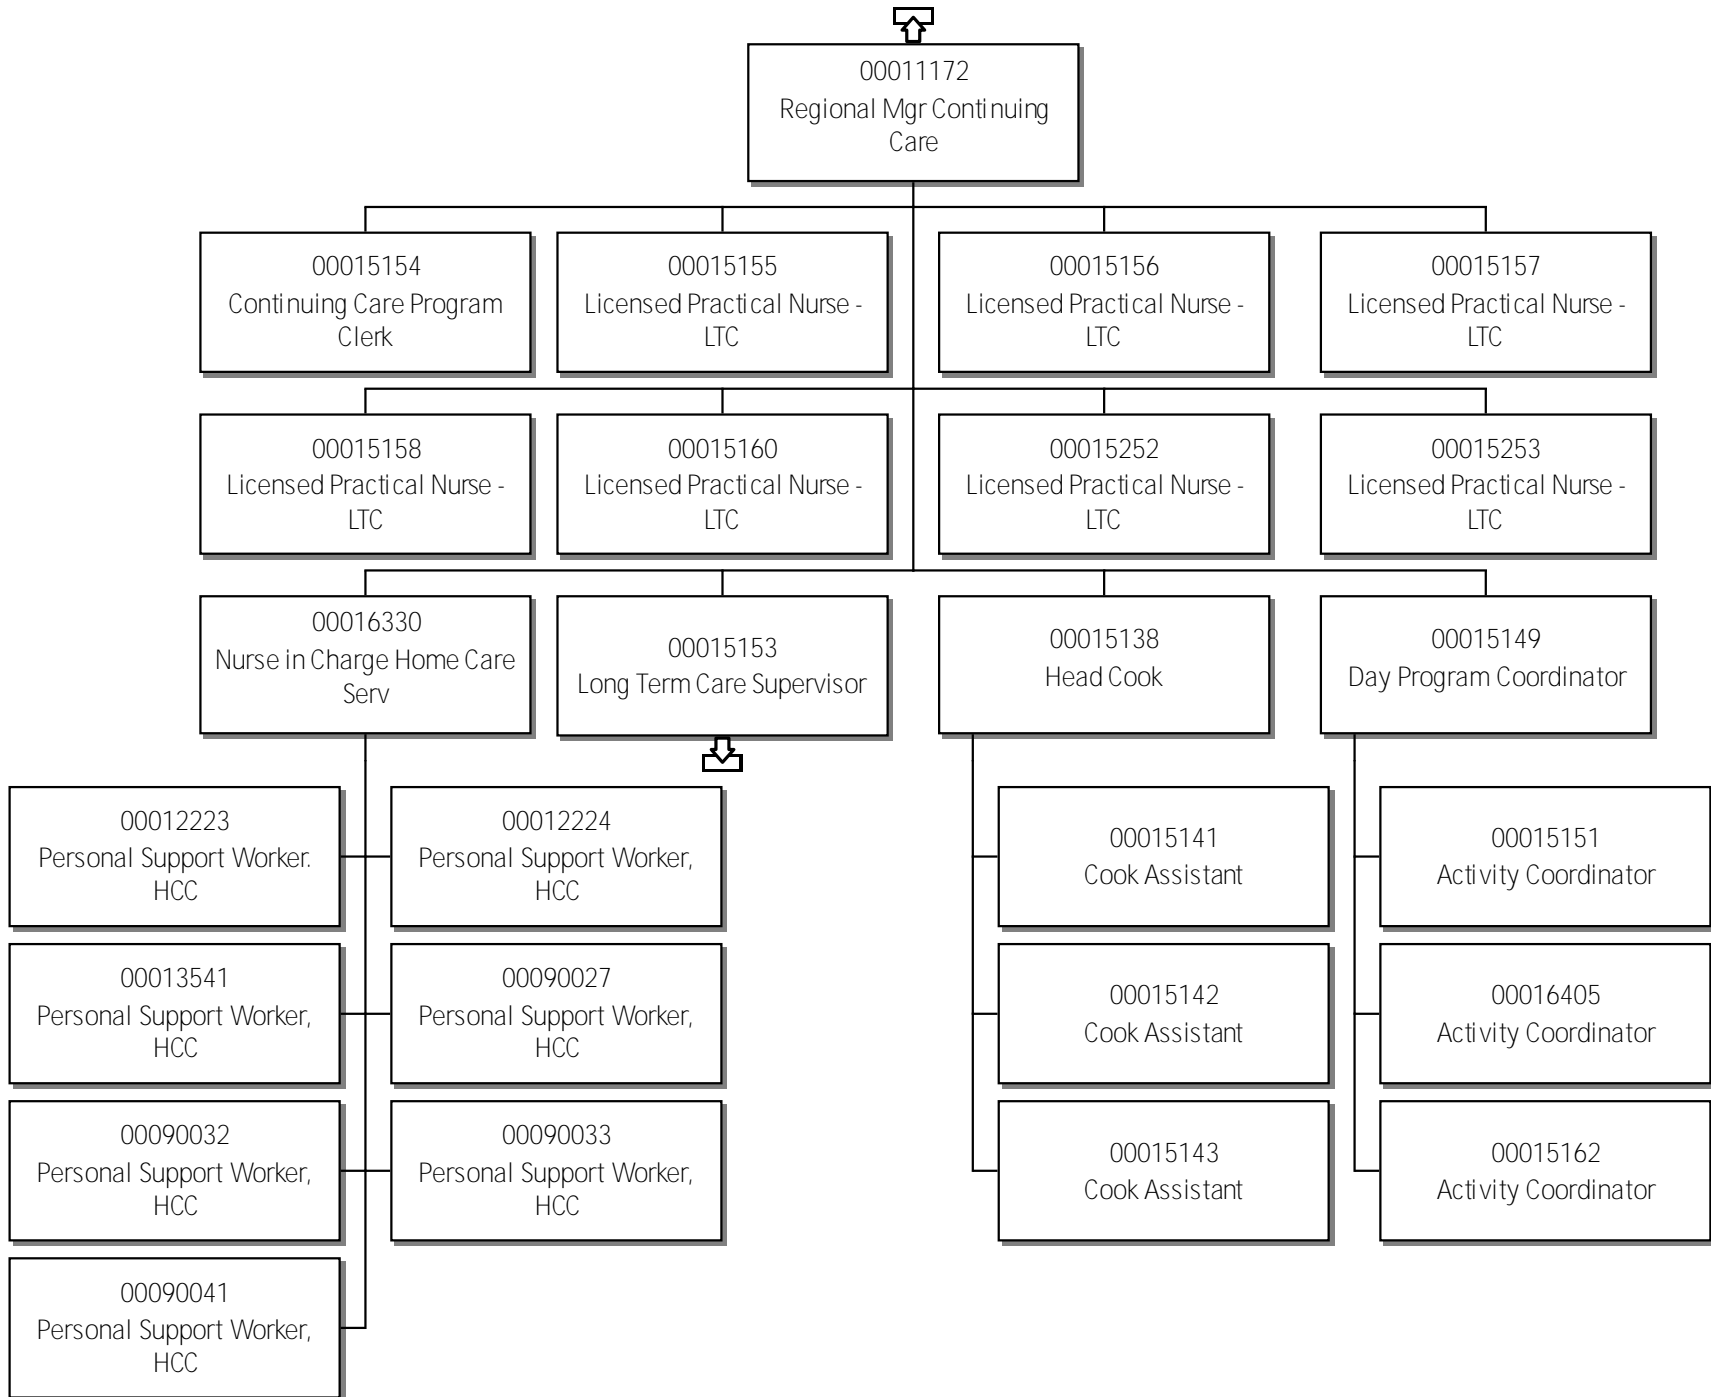 00011172
Regional Mgr Continuing
Care
00015154
Continuing Care Program
Clerk
00015155
Licensed Practical Nurse -
LTC
00015156
Licensed Practical Nurse -
LTC
00015157
Licensed Practical Nurse -
LTC
00015158
Licensed Practical Nurse -
LTC
00015160
Licensed Practical Nurse -
LTC
00015252
Licensed Practical Nurse -
LTC
00015253
Licensed Practical Nurse -
LTC
00016330
Nurse in Charge Home Care
Serv
00015153
Long Term Care Supervisor
00015138
Head Cook
00015149
Day Program Coordinator
00012223
Personal Support Worker.
HCC
00012224
Personal Support Worker,
HCC
00015141
Cook Assistant
00015151
Activity Coordinator
00013541
Personal Support Worker,
HCC
00090027
Personal Support Worker,
HCC
00015142
Cook Assistant
00016405
Activity Coordinator
00090032
Personal Support Worker,
HCC
00090033
Personal Support Worker,
HCC
00015143
Cook Assistant
00015162
Activity Coordinator
00090041
Personal Support Worker,
HCC